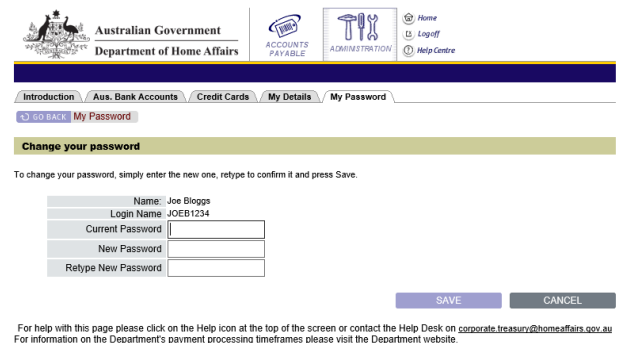 Australian Government
Department of Home Affairs
ACCOUNTS
PAYABLE
ADMINISTRATION
Home
Logoff
Help Centre
Introduction
Aus. Bank Accounts
Credit Cards
My Details
My Password
GO BACK My Password
Change your password
To change your password, simply enter the new one, retype to confirm it and press Save.
Name: Joe Bloggs
Login Name JOEB1234
Current Password
New Password
Retype New Password
SAVE CANCEL
For help with this page please click on the Help icon at the top of the screen or contact the Help Desk on corporate.treasury@homeaffairs.gov.au
For information on the Department's payment processing timeframes please visit the Department website.